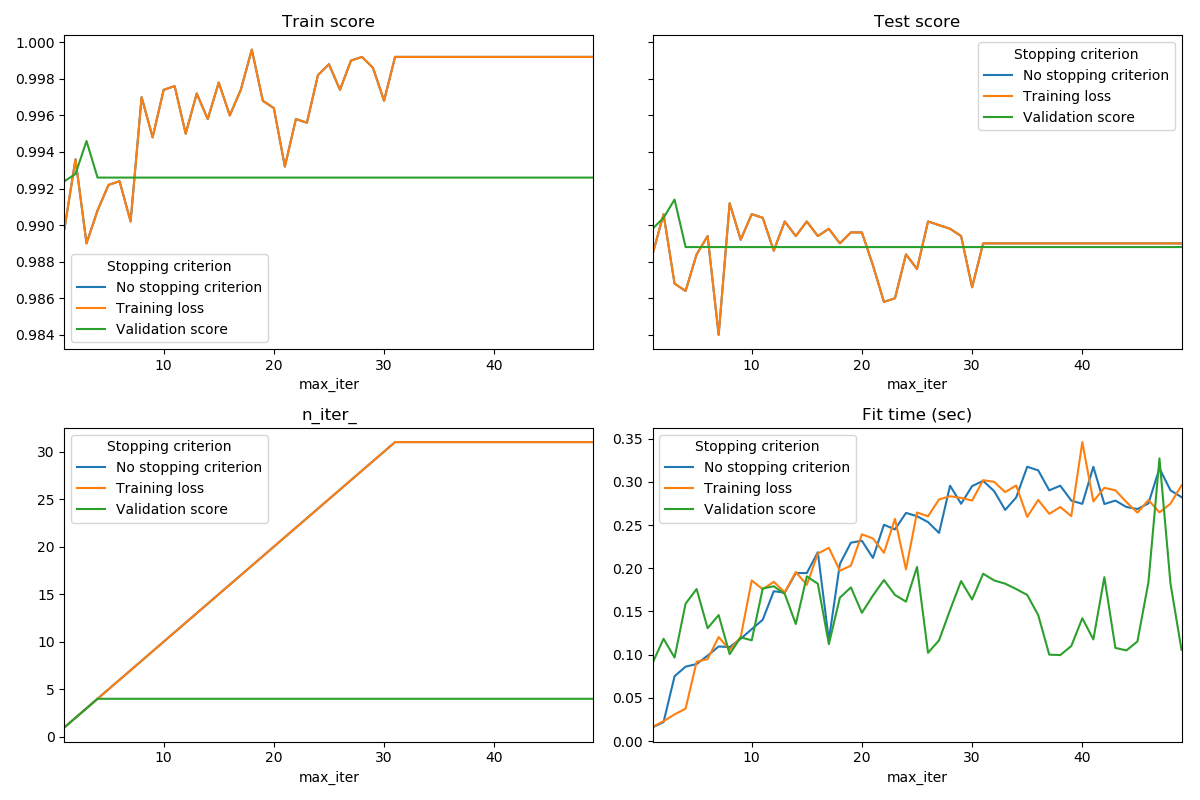 Train score
1.000
0.998
0.996
0.994
0.992
0.990
0.988
0.986
0.984
Stopping criterion
No stopping criterion
Training loss
Validation score
10
20
30
40
max_iter
Test score
Stopping criterion
No stopping criterion
Training loss
Validation score
10
20
30
40
max_iter
n_iter_
30
25
20
15
10
5
0
Stopping criterion
No stopping criterion
Training loss
Validation score
10
20
30
40
max_iter
Fit time (sec)
0.35
0.30
0.25
0.20
0.15
0.10
0.05
0.00
Stopping criterion
No stopping criterion
Training loss
Validation score
10
20
30
40
max_iter